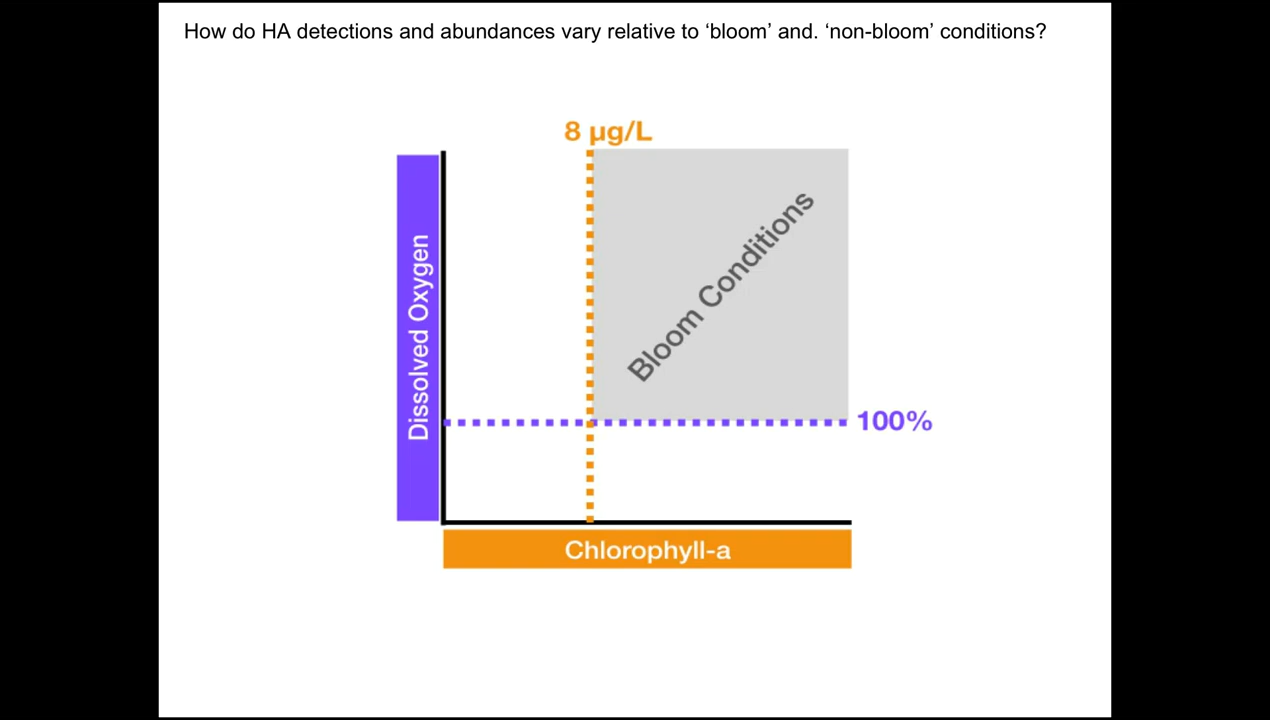 How do HA detections and abundances vary relative to ‘bloom’ and. ‘non-bloom’ conditions?
8 µg/L
Dissolved Oxygen
Bloom Conditions
100%
Chlorophyll-a